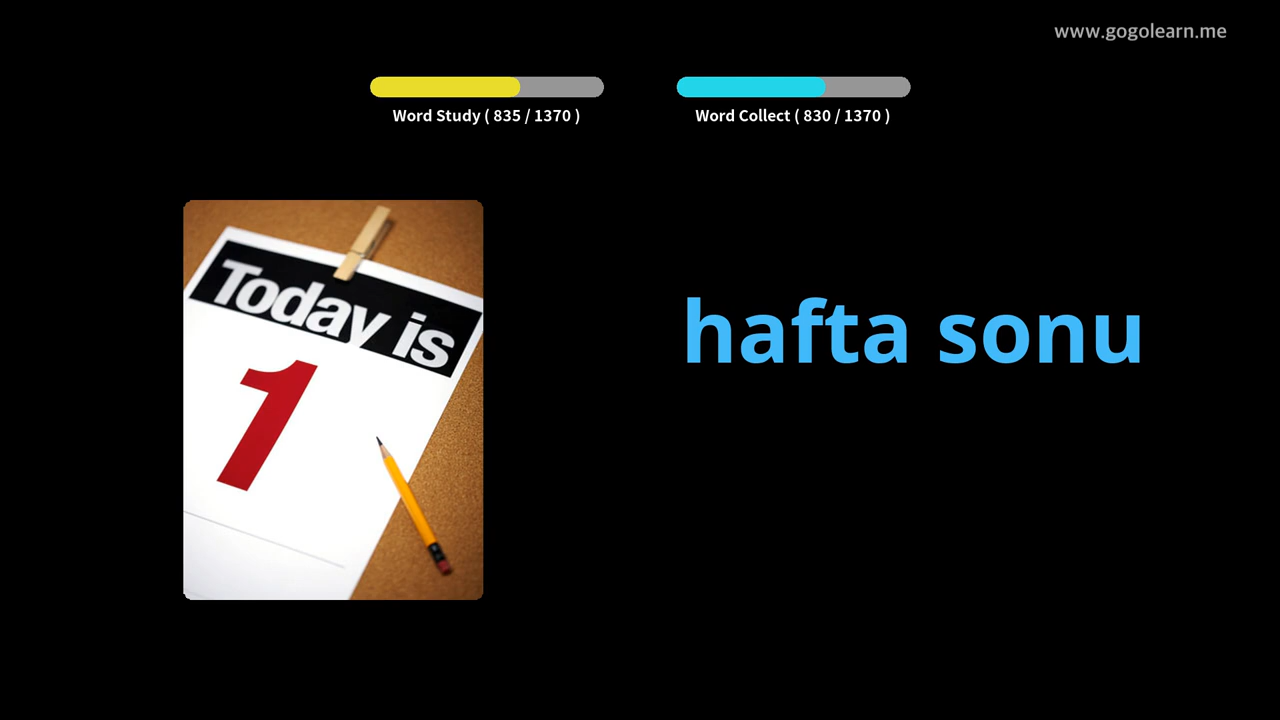 www.gogolearn.me
Word Study ( 835 / 1370 )
Word Collect ( 830 / 1370 )
Today is
1
hafta sonu